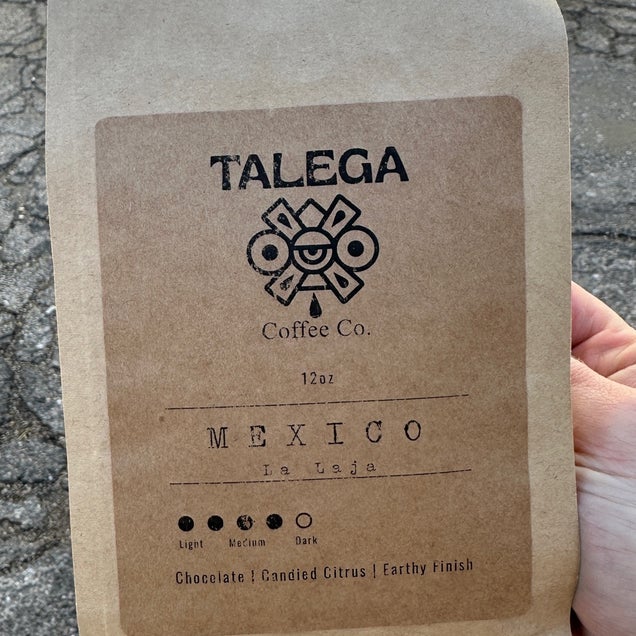 TALEGA
Coffee Co.
12oz
MEXICO
La Laja
Light Medium Dark
Chocolate | Candied Citrus | Earthy Finish